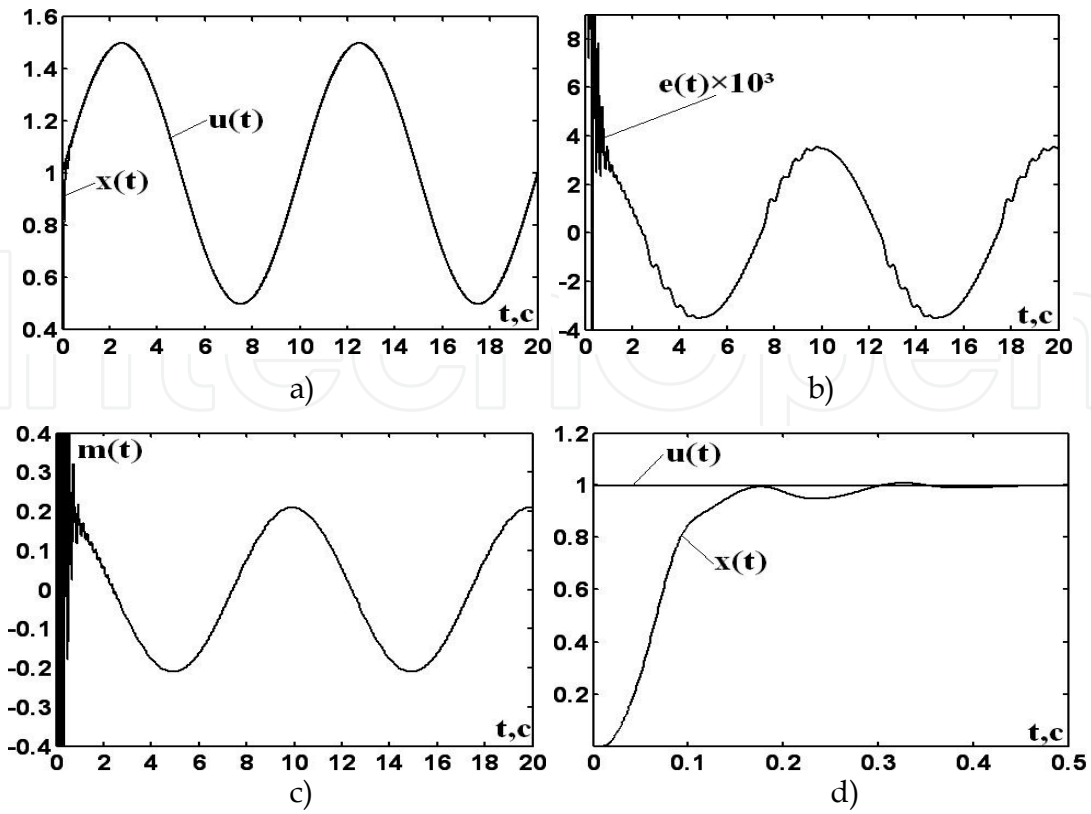 1.6
1.4
1.2
1
0.8
0.6
0.4
u(t)
x(t)
t,c
0 2 4 6 8 10 12 14 16 18 20
a)
8
6
4
2
0
-2
-4
e(t)×10³
t,c
0 2 4 6 8 10 12 14 16 18 20
b)
0.4
0.3
0.2
0.1
0
-0.1
-0.2
-0.3
-0.4
m(t)
t,c
0 2 4 6 8 10 12 14 16 18 20
c)
1.2
1
0.8
0.6
0.4
0.2
u(t)
x(t)
t,c
0 0.1 0.2 0.3 0.4 0.5
d)
IntechOpen